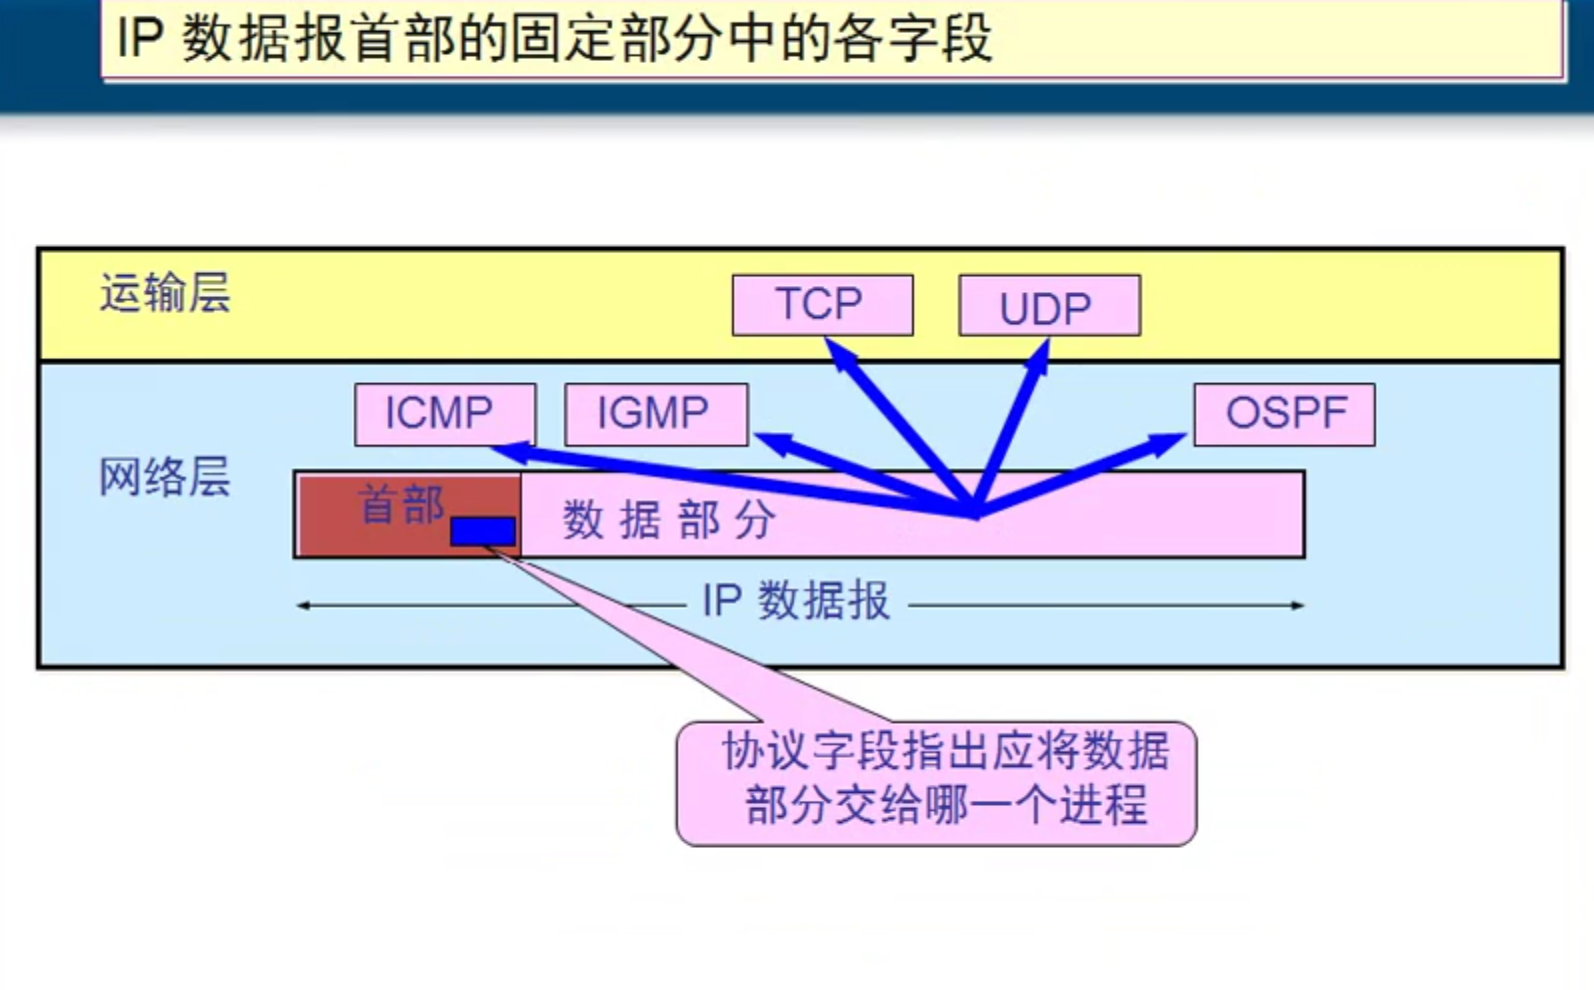 IP 数据报首部的固定部分中的各字段
运输层
TCP
UDP
ICMP
IGMP
OSPF
网络层
首部
数据部分
IP 数据报
协议字段指出应将数据
部分交给哪一个进程